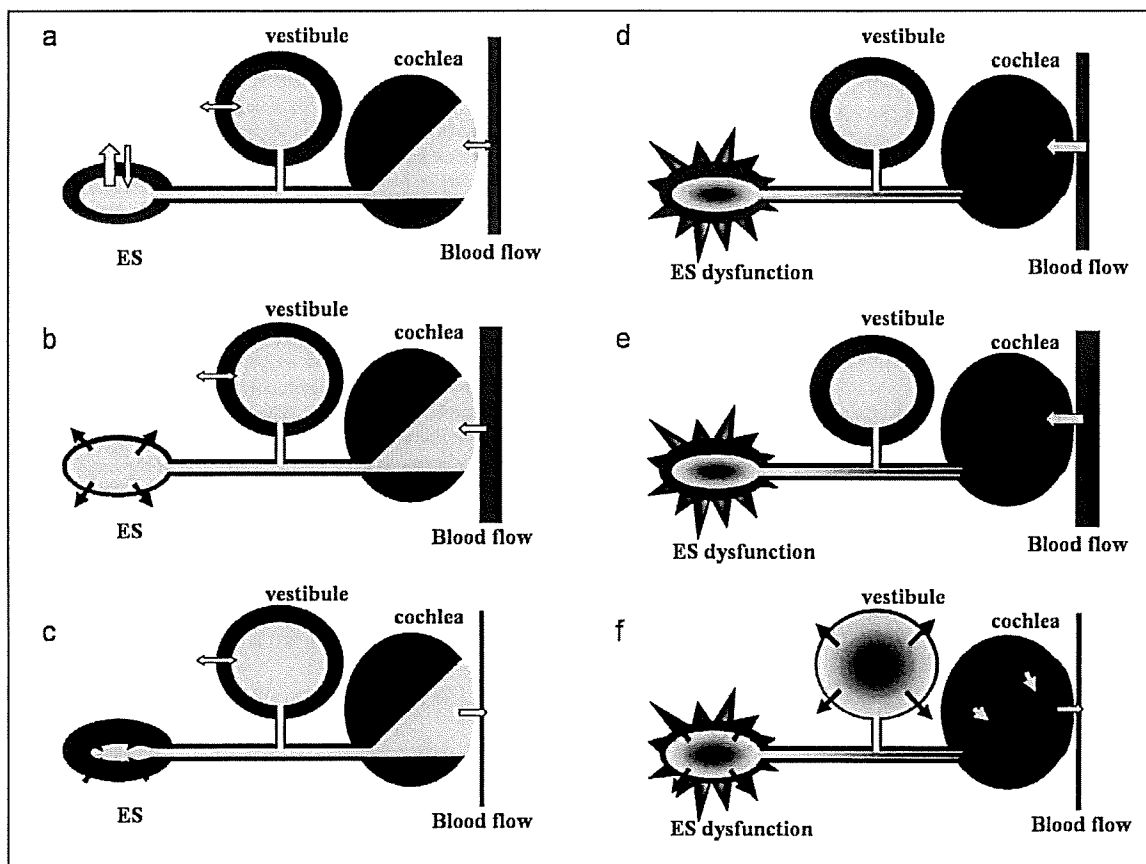 a
vestibule
cochlea
ES
Blood flow
b
vestibule
cochlea
ES
Blood flow
c
vestibule
cochlea
ES
Blood flow
d
vestibule
cochlea
ES dysfunction
Blood flow
e
vestibule
cochlea
ES dysfunction
Blood flow
f
vestibule
cochlea
ES dysfunction
Blood flow